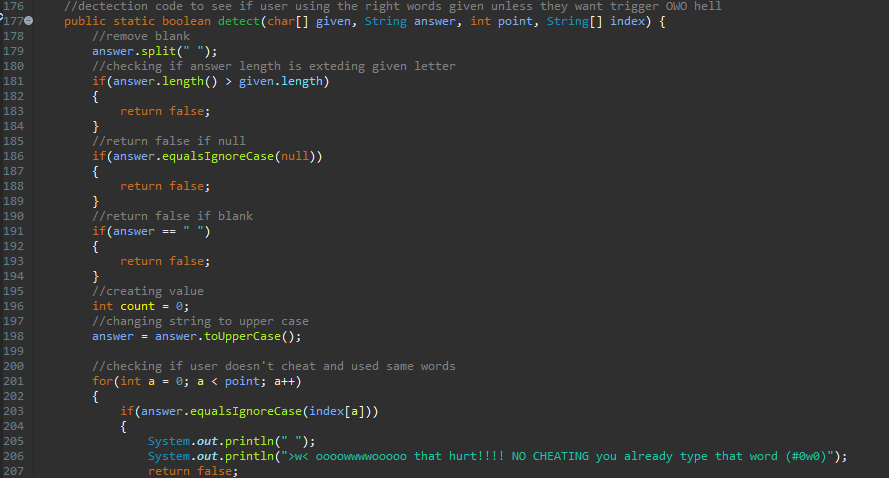 176 //dectection code to see if user using the right words given unless they want trigger OWO hell
177 public static boolean detect(char[] given, String answer, int point, String[] index) {
178 //remove blank
179 answer.split(" ");
180 //checking if answer length is exteding given letter
181 if(answer.length() > given.length)
182 {
183 return false;
184 }
185 //return false if null
186 if(answer.equalsIgnoreCase(null))
187 {
188 return false;
189 }
190 //return false if blank
191 if(answer == " ")
192 {
193 return false;
194 }
195 //creating value
196 int count = 0;
197 //changing string to upper case
198 answer = answer.toUpperCase();
199
200 //checking if user doesn't cheat and used same words
201 for(int a = 0; a < point; a++)
202 {
203 if(answer.equalsIgnoreCase(index[a]))
204 {
205 System.out.println(" ");
206 System.out.println(">w< oooowwwwooooo that hurt!!!! NO CHEATING you already type that word (#0w0)");
207 return false;